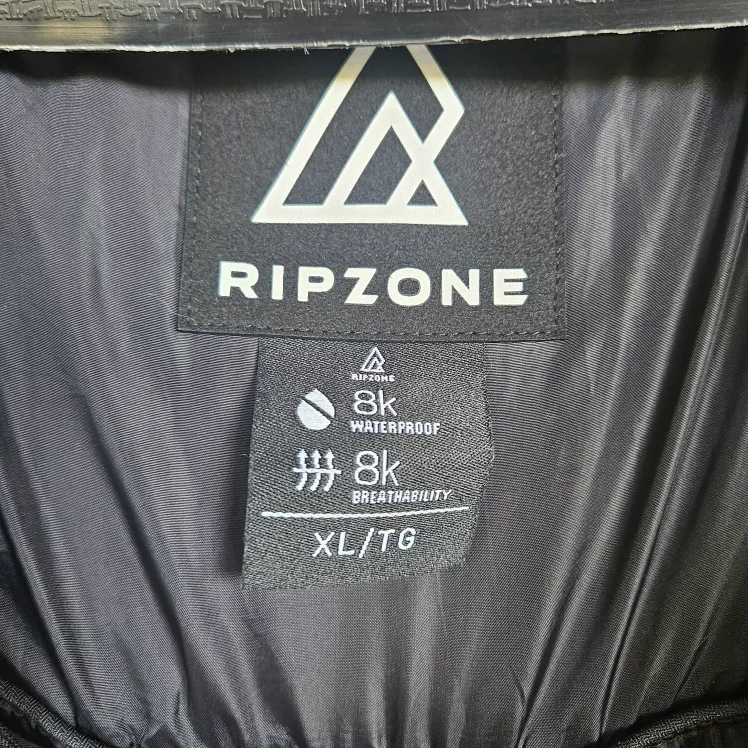 RIPZONE
RIPZONE
8k
WATERPROOF
8k
BREATHABILITY
XL/TG